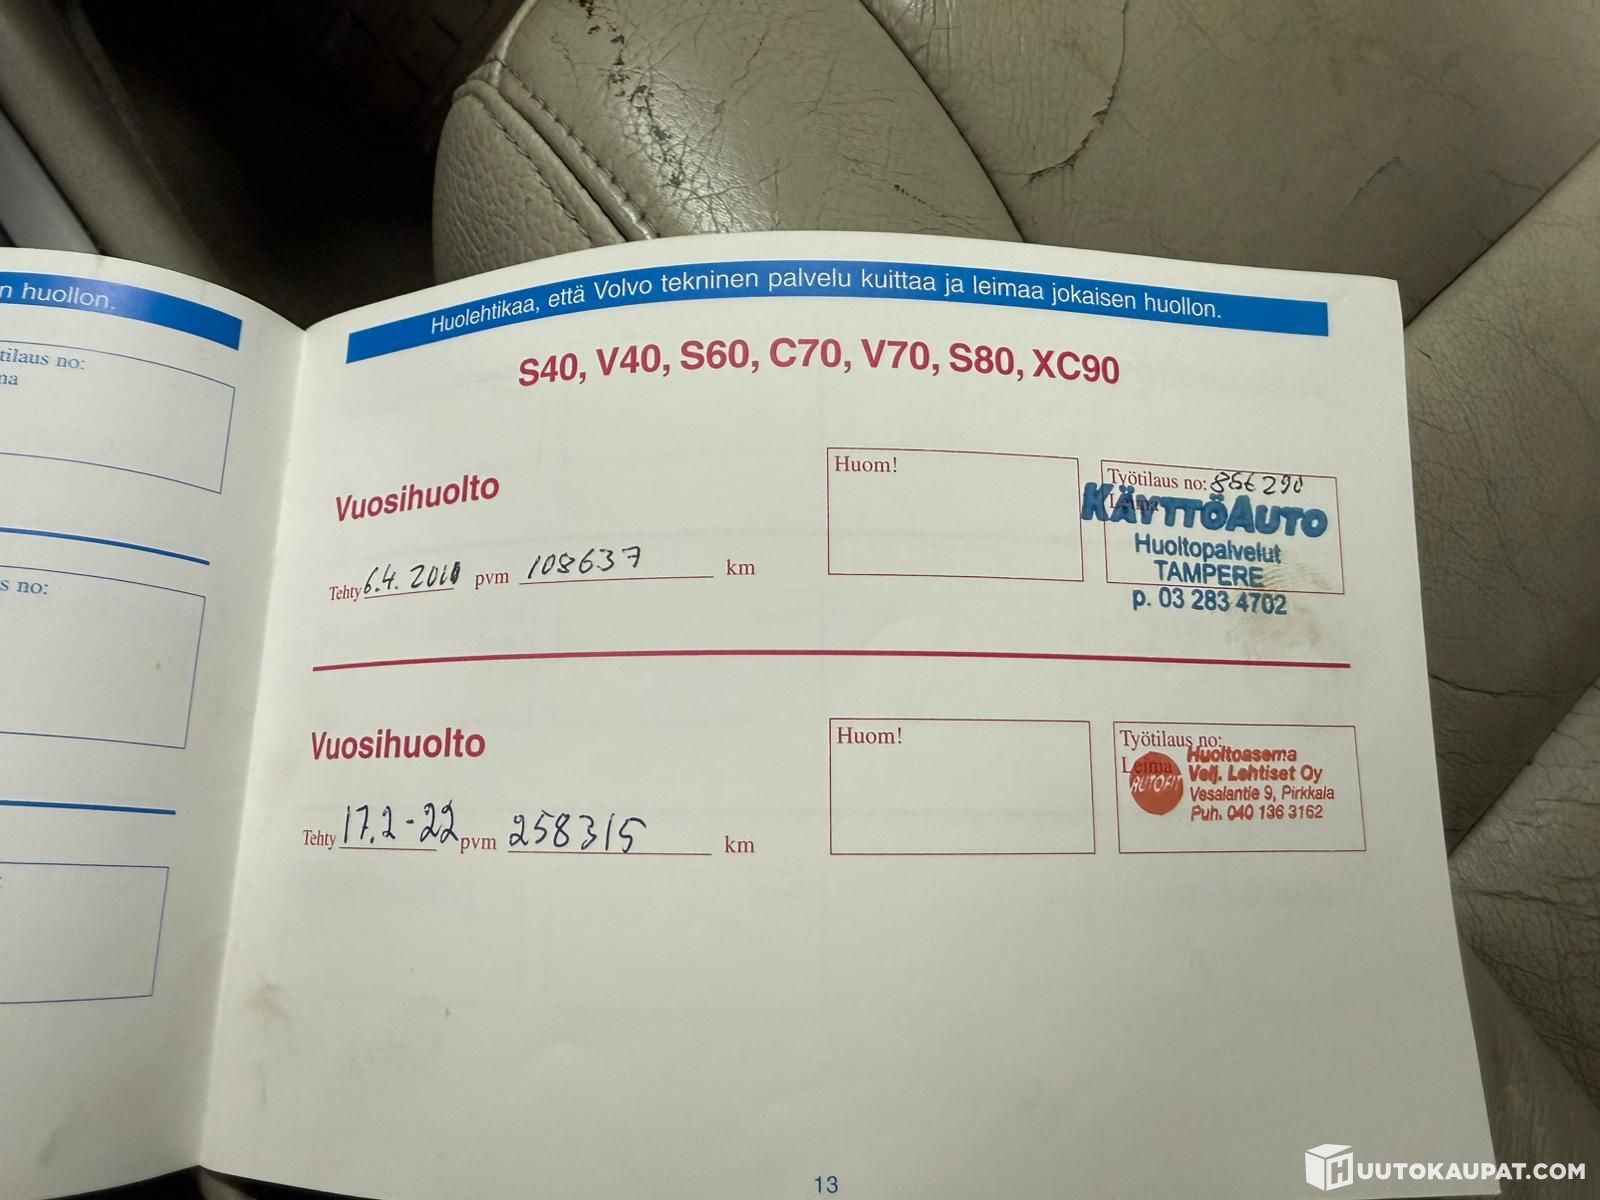 n huollon.
tilaus no:
na
s no:
:
Huolehtikaa, että Volvo tekninen palvelu kuittaa ja leimaa jokaisen huollon.
S40, V40, S60, C70, V70, S80, XC90
Vuosihuolto
Tehty 6.4. 2010 pvm 108637 km
Huom!
Työtilaus no: 856290
Leima
KÄYTTÖAUTO
Huoltopalvelut
TAMPERE
p. 03 283 4702
Vuosihuolto
Tehty 17.2-22 pvm 258315 km
Huom!
Työtilaus no:
Leima
AUTOFIT
Huoltoasema
Velj. Lehtiset Oy
Vesalantie 9, Pirkkala
Puh. 040 136 3162
13
HUUTOKAUPAT.COM